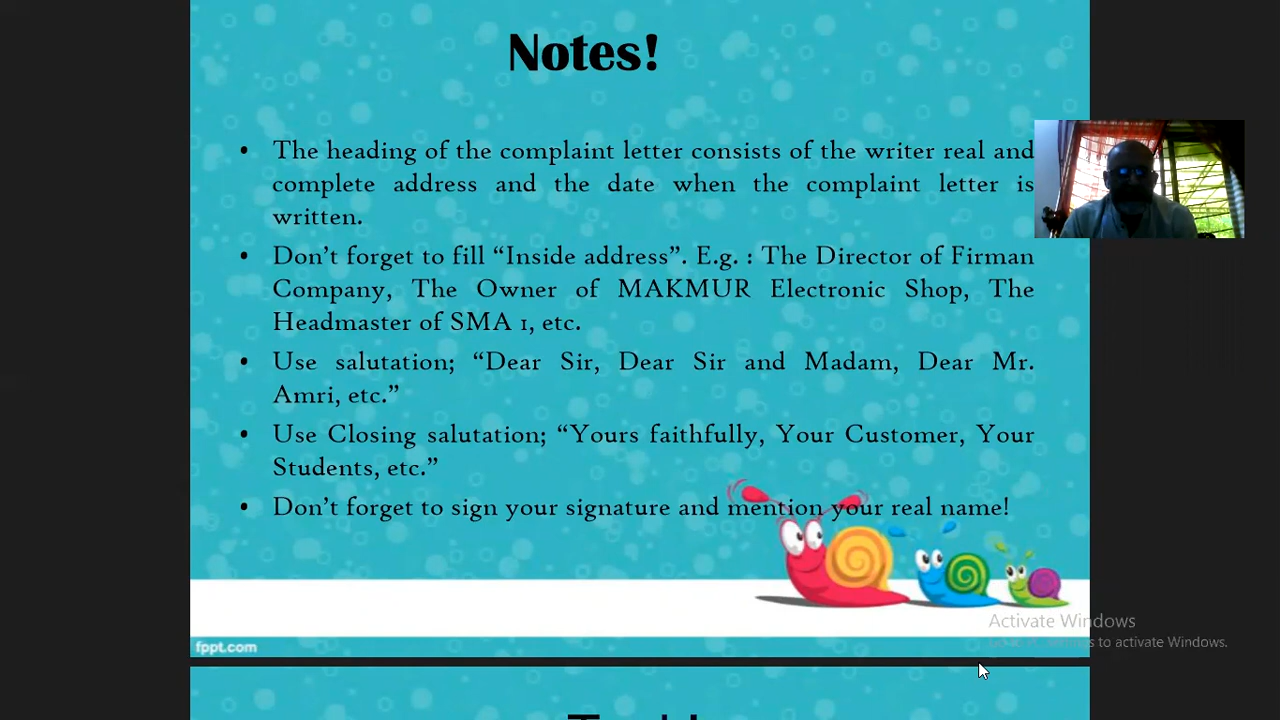 Notes!
• The heading of the complaint letter consists of the writer real and
complete address and the date when the complaint letter is
written.
• Don't forget to fill “Inside address”. E.g. : The Director of Firman
Company, The Owner of MAKMUR Electronic Shop, The
Headmaster of SMA 1, etc.
• Use salutation; “Dear Sir, Dear Sir and Madam, Dear Mr.
Amri, etc.”
• Use Closing salutation; “Yours faithfully, Your Customer, Your
Students, etc.”
• Don't forget to sign your signature and mention your real name!
Activate Windows
to activate Windows.
fppt.com